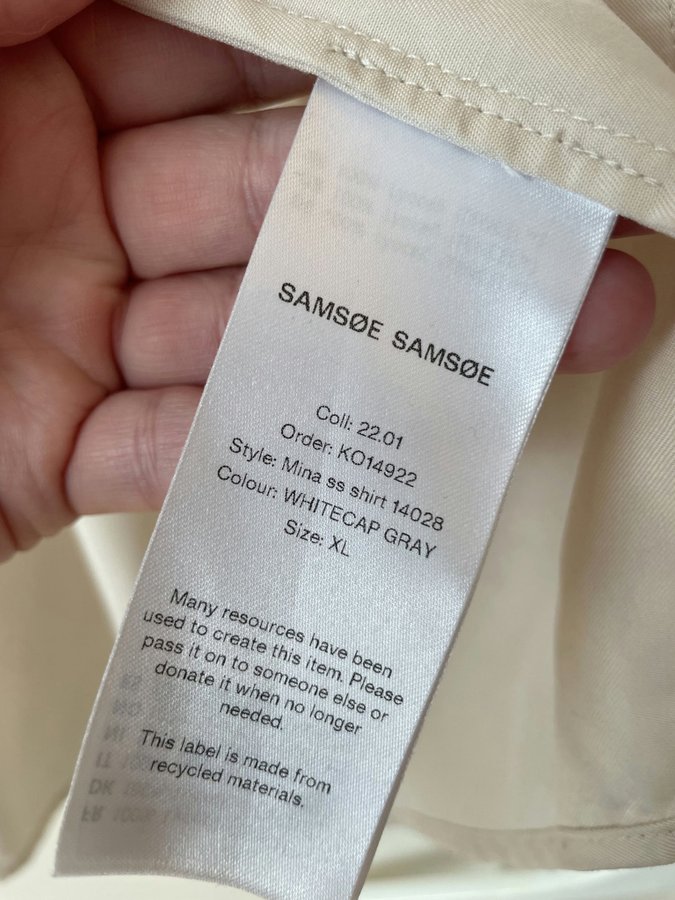 SAMSØE SAMSØE
Coll: 22.01
Order: KO14922
Style: Mina ss shirt 14028
Colour: WHITECAP GRAY
Size: XL
Many resources have been
used to create this item. Please
pass it on to someone else or
donate it when no longer
needed.
This label is made from
recycled materials.